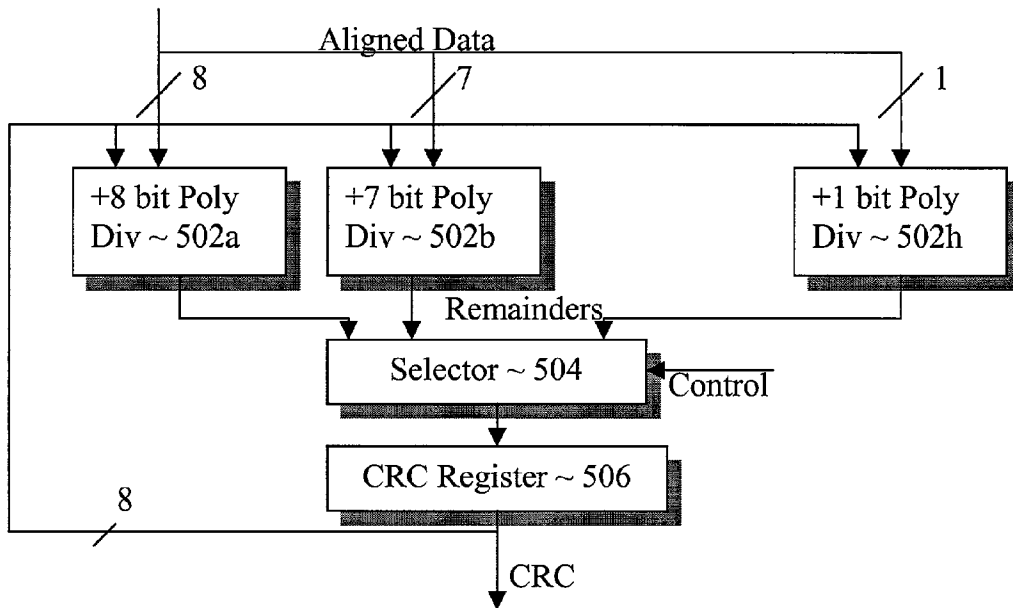 Aligned Data
8
7
1
+8 bit Poly
Div ~ 502a
+7 bit Poly
Div ~ 502b
+1 bit Poly
Div ~ 502h
Remainders
Selector ~ 504
Control
CRC Register ~ 506
8
CRC